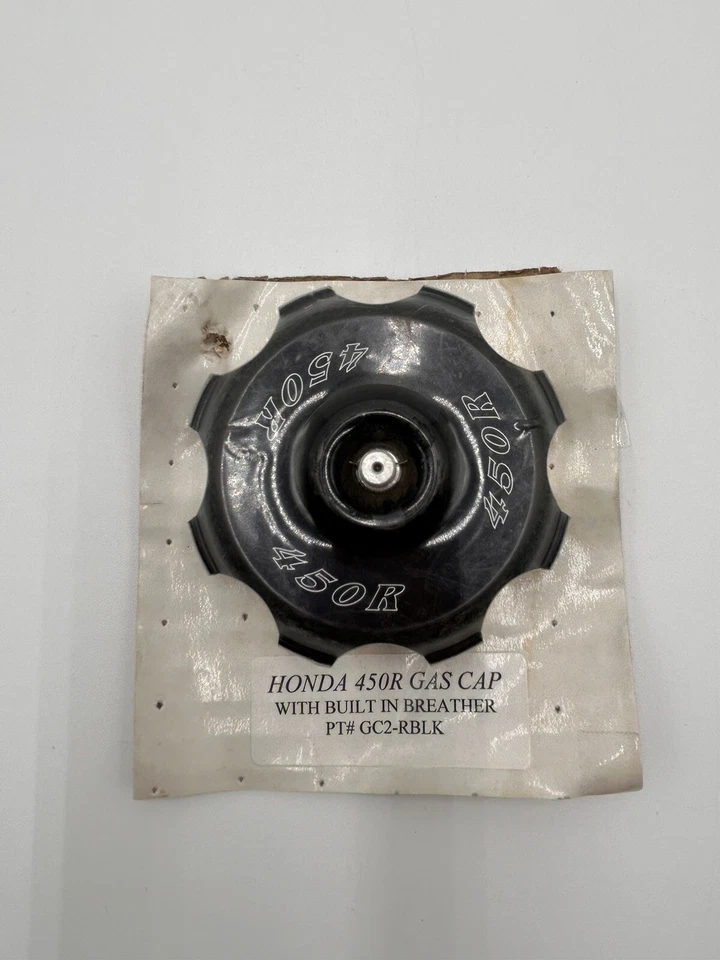 450R
450R
450R
HONDA 450R GAS CAP
WITH BUILT IN BREATHER
PT# GC2-RBLK